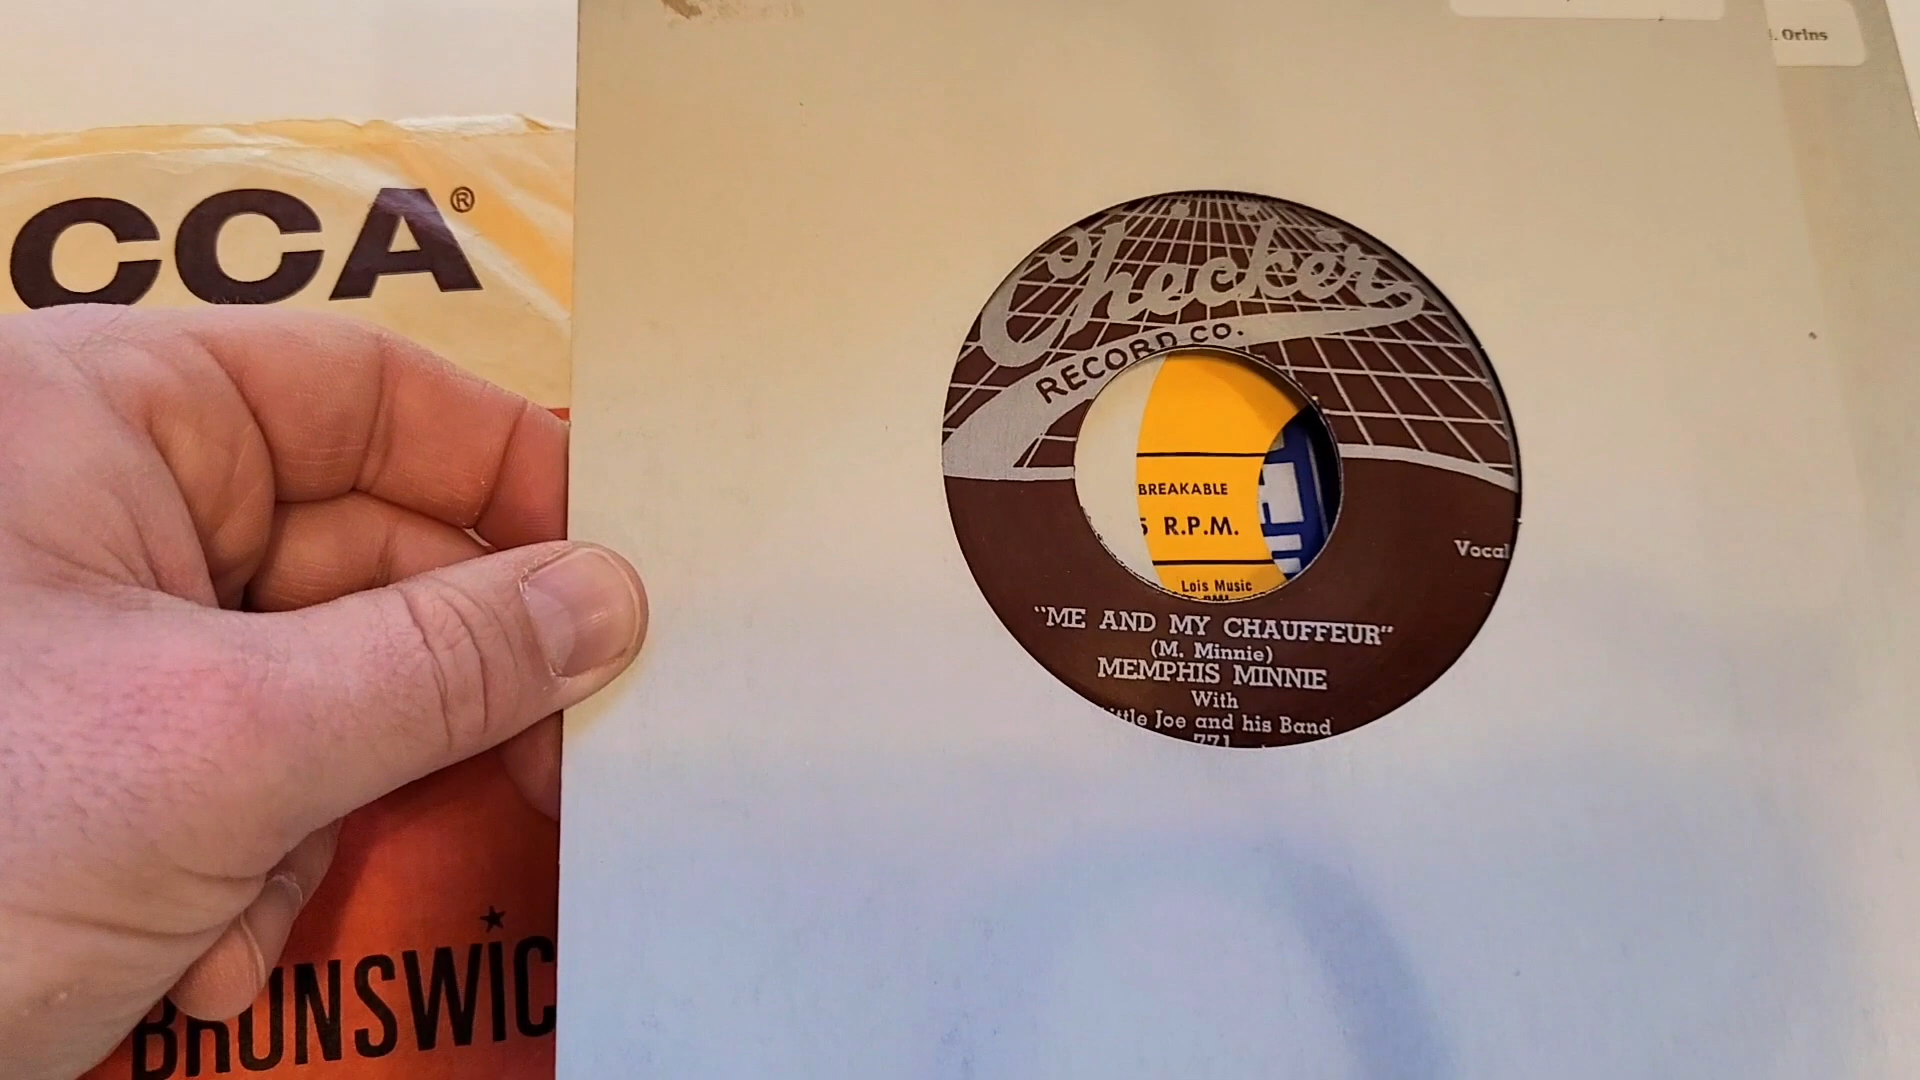 . Orins
CCA®
Checker
RECORD CO.
BREAKABLE
R.P.M.
Lois Music
Vocal
"ME AND MY CHAUFFEUR"
(M. Minnie)
MEMPHIS MINNIE
With
ittle Joe and his Band
771
BRUNSWIC